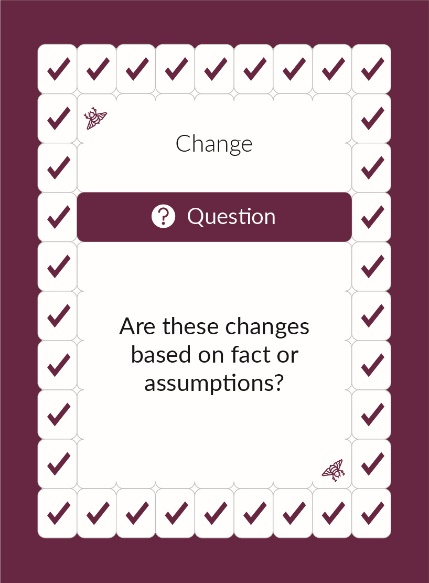 Change
? Question
Are these changes
based on fact or
assumptions?